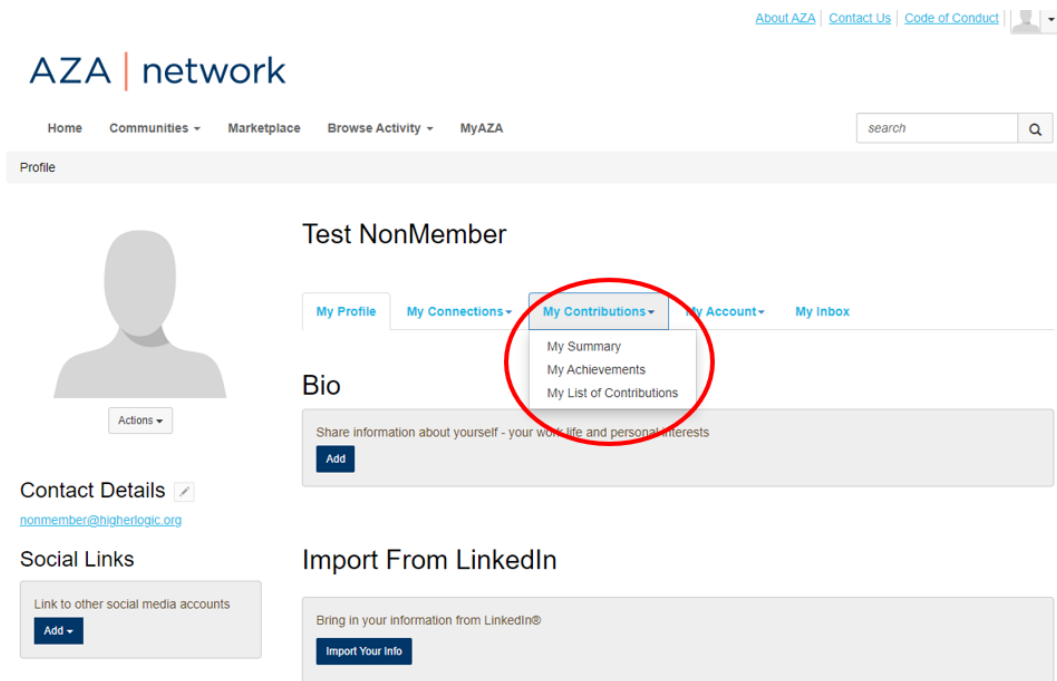 About AZA Contact Us Code of Conduct
AZA | network
Home Communities Marketplace Browse Activity MyAZA search
Profile
Test NonMember
My Profile My Connections My Contributions My Account My Inbox
My Summary
My Achievements
My List of Contributions
Bio
Actions
Share information about yourself - your work life and personal interests
Add
Contact Details
nonmember@higherlogic.org
Social Links
Import From LinkedIn
Link to other social media accounts
Add
Bring in your information from LinkedIn®
Import Your Info